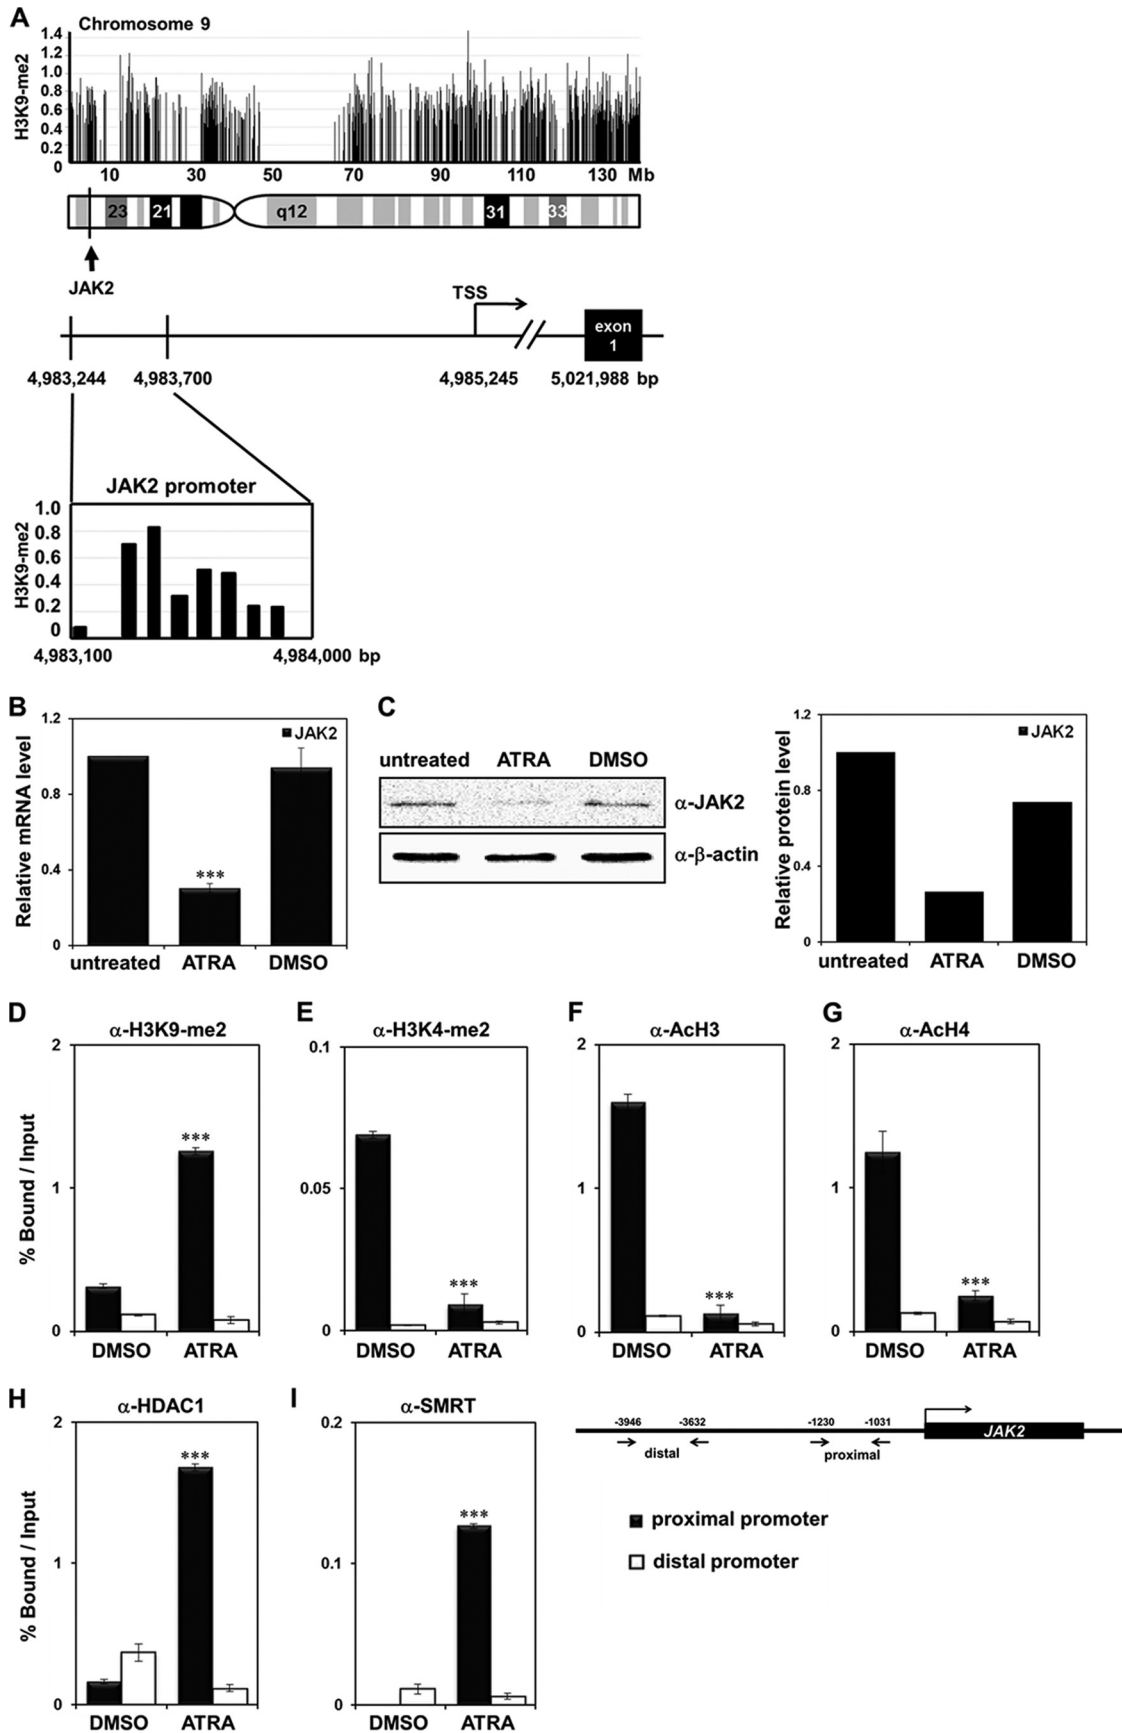 A
Chromosome 9
H3K9-me2
1.4
1.2
1.0
0.8
0.6
0.4
0.2
0
10 30 50 70 90 110 130 Mb
23 21 q12 31 33
JAK2
TSS
exon
1
4,983,244 4,983,700 4,985,245 5,021,988 bp
JAK2 promoter
H3K9-me2
1.0
0.8
0.6
0.4
0.2
0
4,983,100 4,984,000 bp
B
Relative mRNA level
1.2
0.8
0.4
0
JAK2
***
untreated ATRA DMSO
C
untreated ATRA DMSO
α-JAK2
α-β-actin
Relative protein level
1.2
0.8
0.4
0
JAK2
untreated ATRA DMSO
D
α-H3K9-me2
% Bound / Input
2
1
0
***
DMSO ATRA
E
α-H3K4-me2
0.1
0.05
0
***
DMSO ATRA
F
α-AcH3
2
1
0
***
DMSO ATRA
G
α-AcH4
2
1
0
***
DMSO ATRA
H
α-HDAC1
% Bound / Input
2
1
0
***
DMSO ATRA
I
α-SMRT
0.2
0.1
0
***
DMSO ATRA
-3946 -3632 -1230 -1031
JAK2
distal proximal
proximal promoter
distal promoter